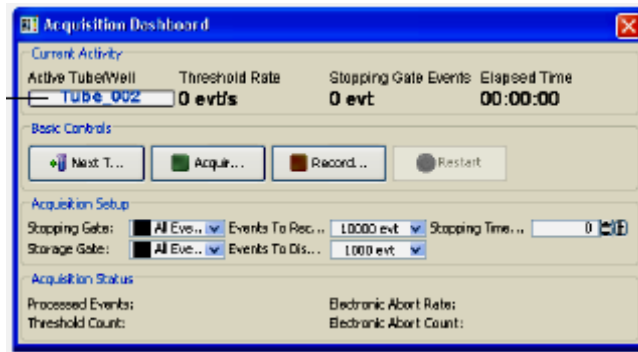 Acquisition Dashboard
Current Activity
Active Tube/Well Threshold Rate Stopping Gate Events Elapsed Time
Tube_002 0 evt/s 0 evt 00:00:00
Basic Controls
Next T... Acquir... Record... Restart
Acquisition Setup
Stopping Gate: All Eve... Events To Rec... 10000 evt Stopping Time... 0
Storage Gate: All Eve... Events To Dis... 1000 evt
Acquisition Status
Processed Events: Electronic Abort Rate:
Threshold Count: Electronic Abort Count: